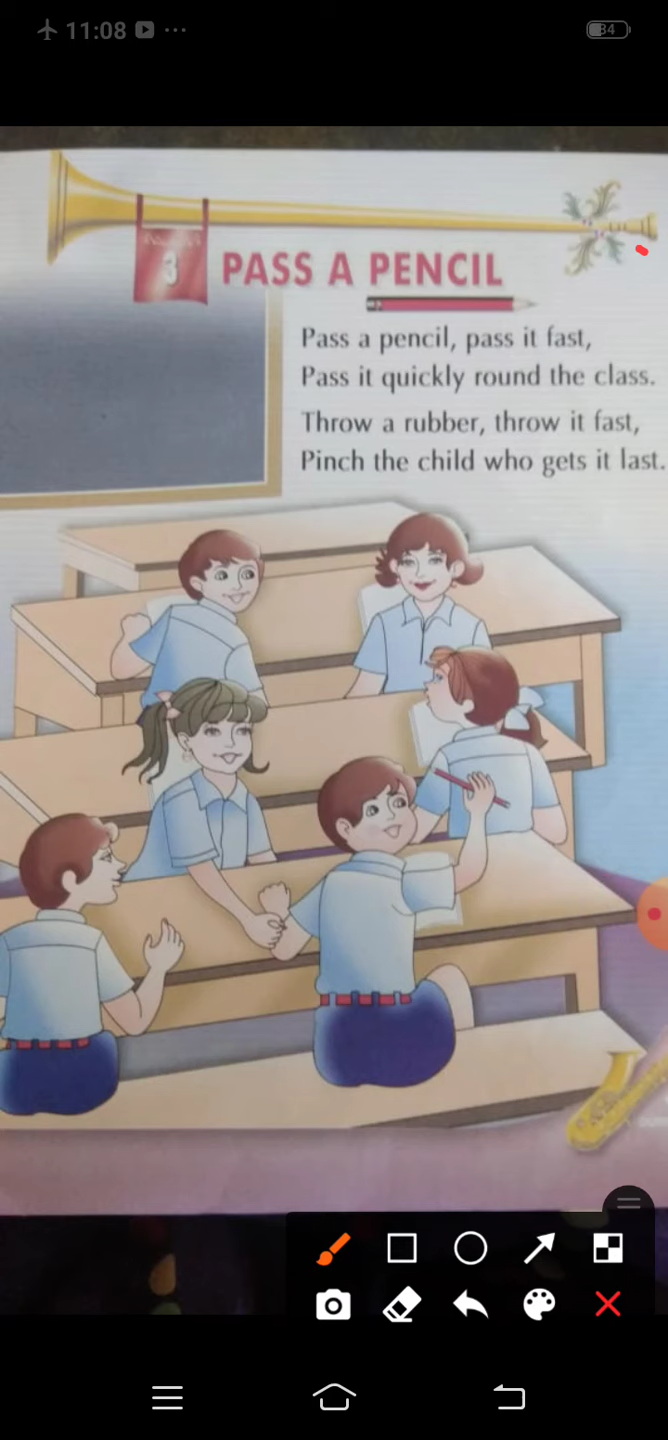 11:08
84
3
PASS A PENCIL
Pass a pencil, pass it fast,
Pass it quickly round the class.
Throw a rubber, throw it fast,
Pinch the child who gets it last.